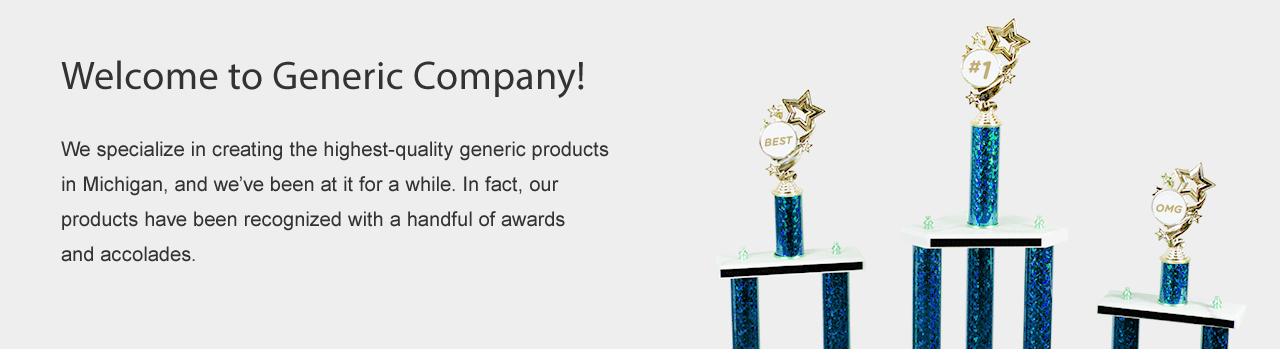 Welcome to Generic Company!
We specialize in creating the highest-quality generic products
in Michigan, and we’ve been at it for a while. In fact, our
products have been recognized with a handful of awards
and accolades.
BEST
#1
OMG